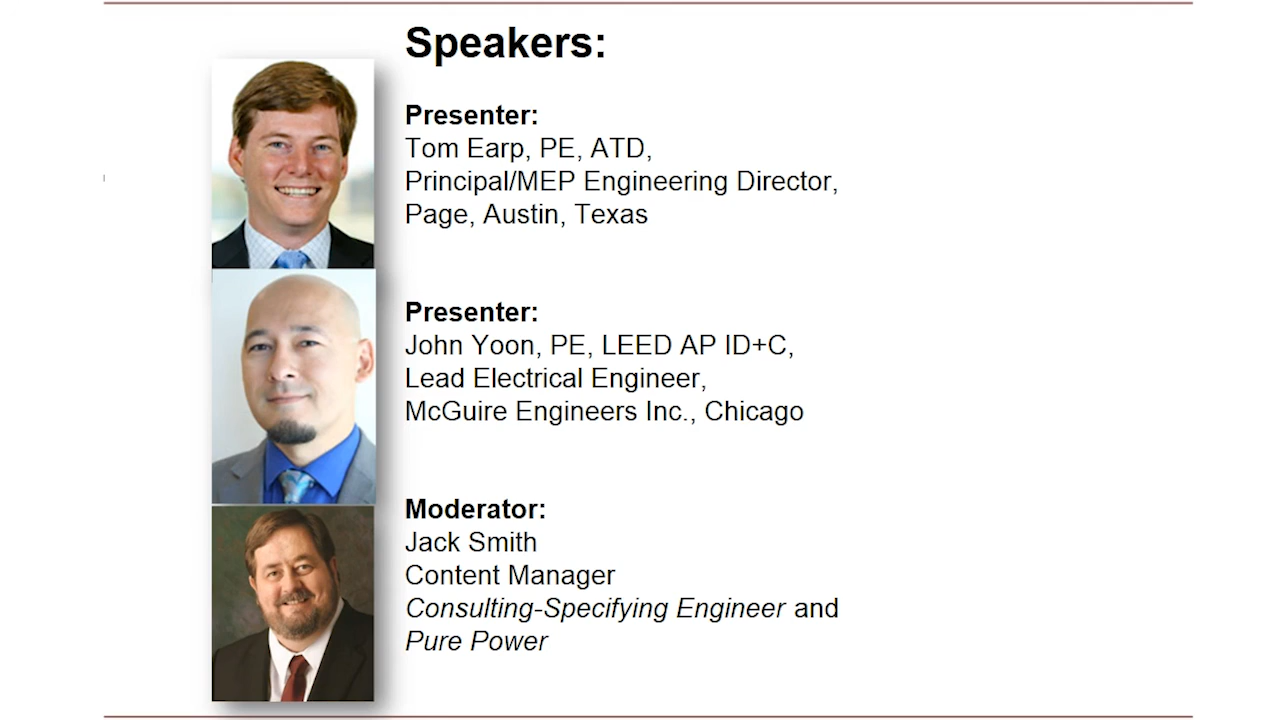 Speakers:
Presenter:
Tom Earp, PE, ATD,
Principal/MEP Engineering Director,
Page, Austin, Texas
Presenter:
John Yoon, PE, LEED AP ID+C,
Lead Electrical Engineer,
McGuire Engineers Inc., Chicago
Moderator:
Jack Smith
Content Manager
Consulting-Specifying Engineer and
Pure Power